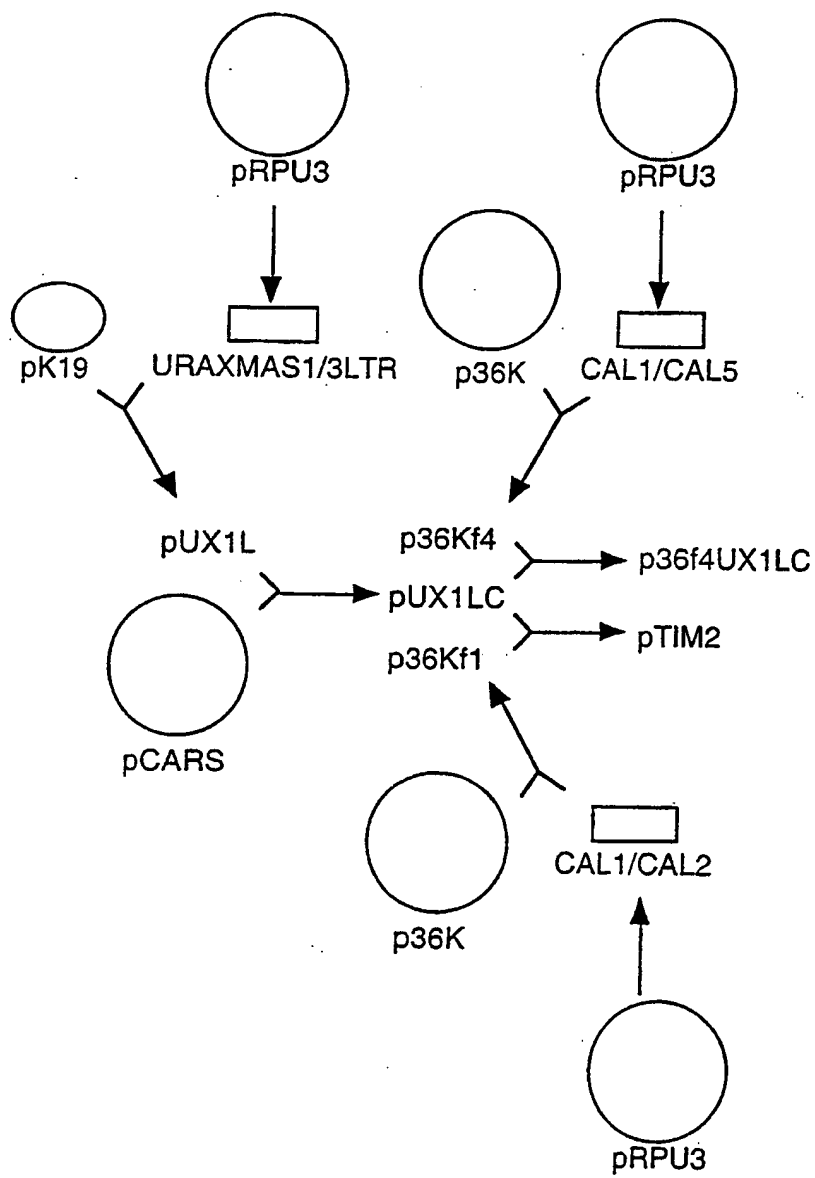 pRPU3
pRPU3
pK19
URAXMAS1/3LTR
p36K
CAL1/CAL5
pUX1L
p36Kf4
p36f4UX1LC
pUX1LC
pTIM2
p36Kf1
pCARS
CAL1/CAL2
p36K
pRPU3